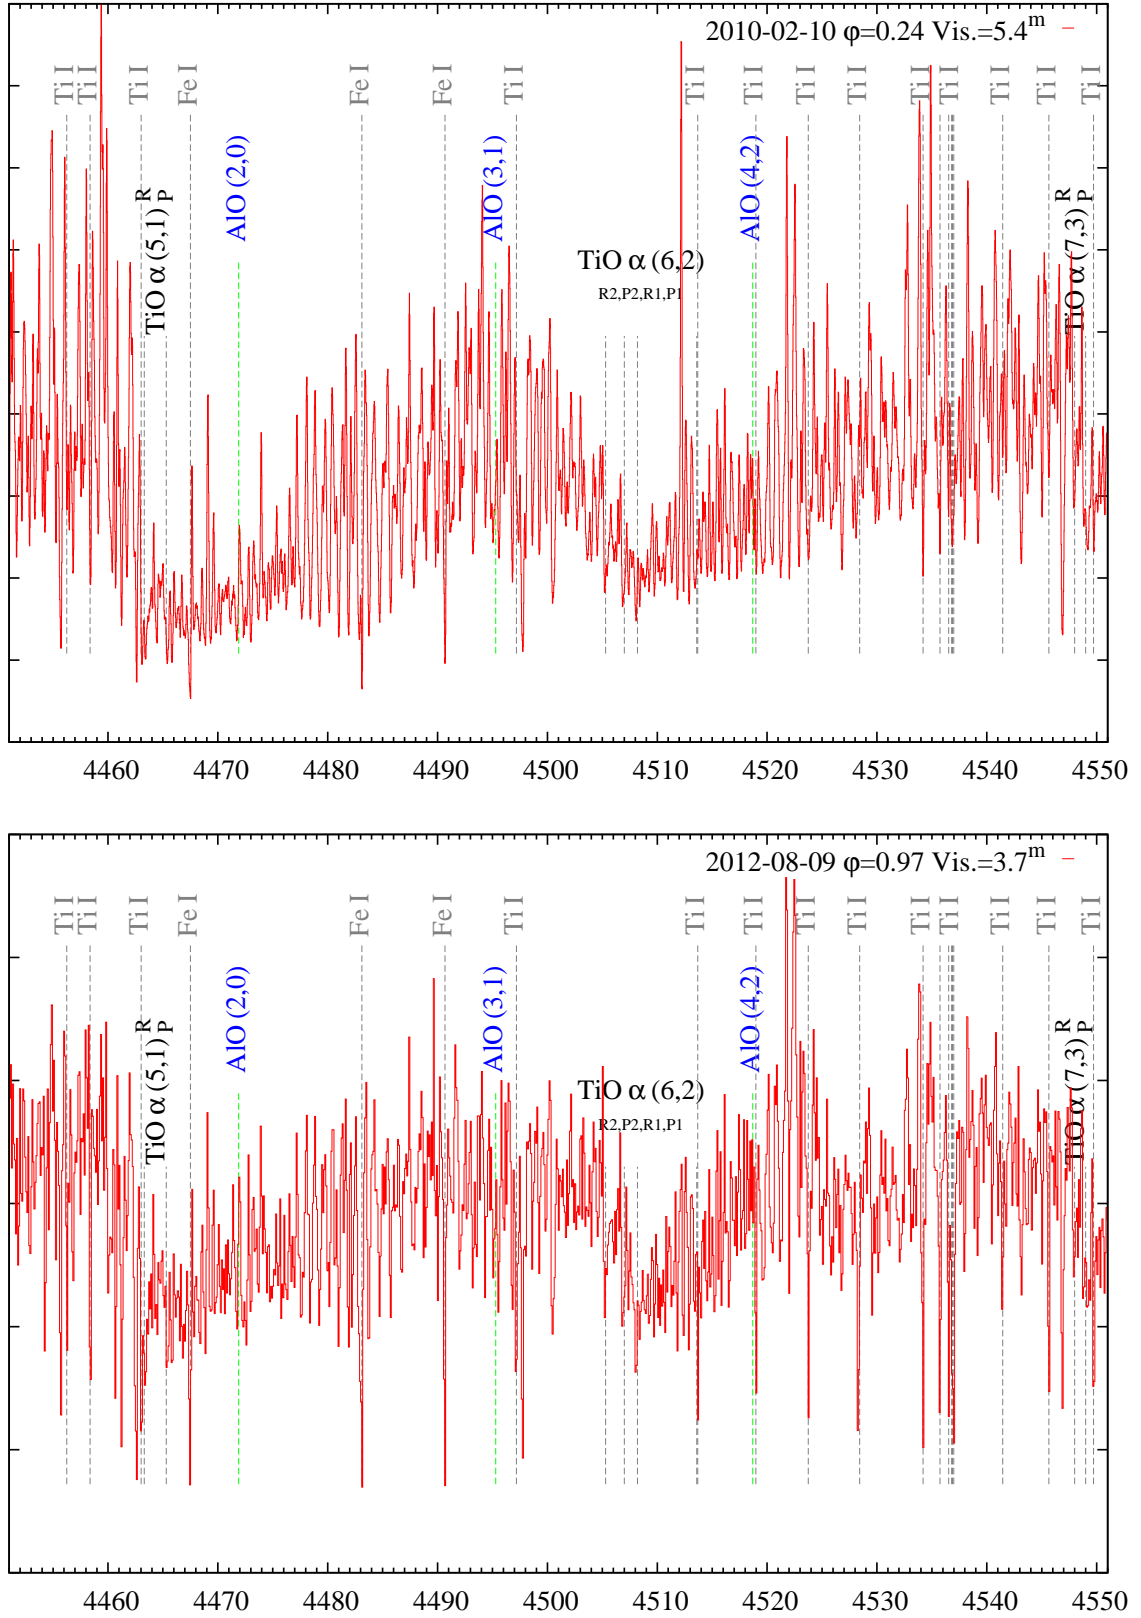 2010-02-10 φ=0.24 Vis.=5.4m
Ti I Ti I Ti I Fe I Fe I Fe I Ti I Ti I Ti I Ti I Ti I Ti I Ti I Ti I Ti I Ti I
TiO α (5,1) R P
AlO (2,0)
AlO (3,1)
TiO α (6,2)
R2,P2,R1,P1
AlO (4,2)
TiO α (7,3) R P
4460 4470 4480 4490 4500 4510 4520 4530 4540 4550
2012-08-09 φ=0.97 Vis.=3.7m
Ti I Ti I Ti I Fe I Fe I Fe I Ti I Ti I Ti I Ti I Ti I Ti I Ti I Ti I Ti I Ti I
TiO α (5,1) R P
AlO (2,0)
AlO (3,1)
TiO α (6,2)
R2,P2,R1,P1
AlO (4,2)
TiO α (7,3) R P
4460 4470 4480 4490 4500 4510 4520 4530 4540 4550